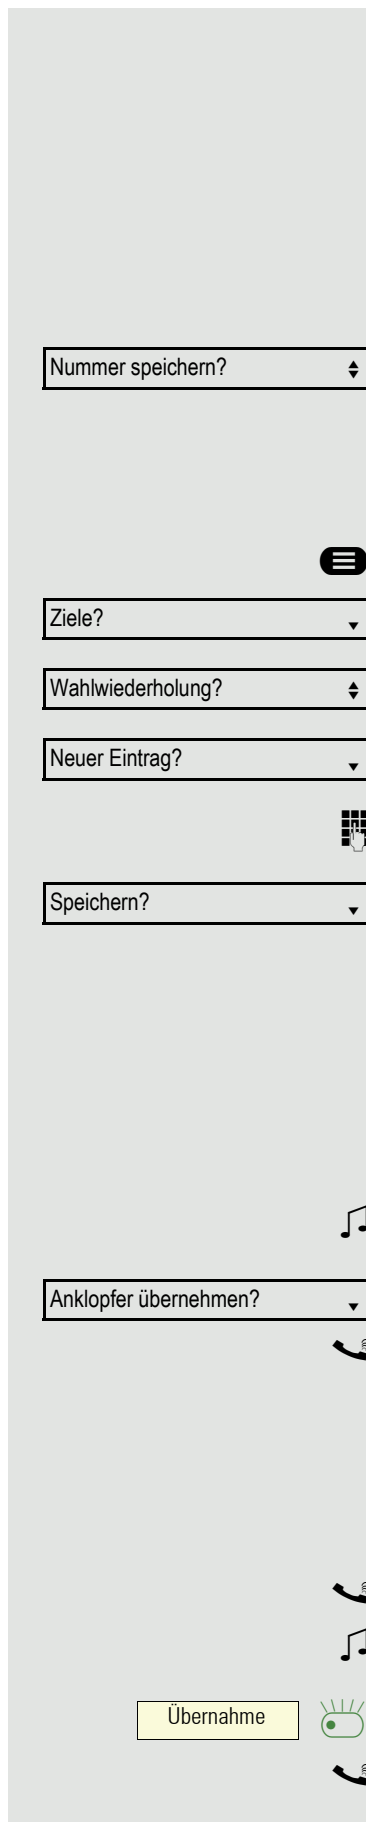 Nummer speichern?
Ziele?
Wahlwiederholung?
Neuer Eintrag?
Speichern?
Anklopfer übernehmen?
Übernahme